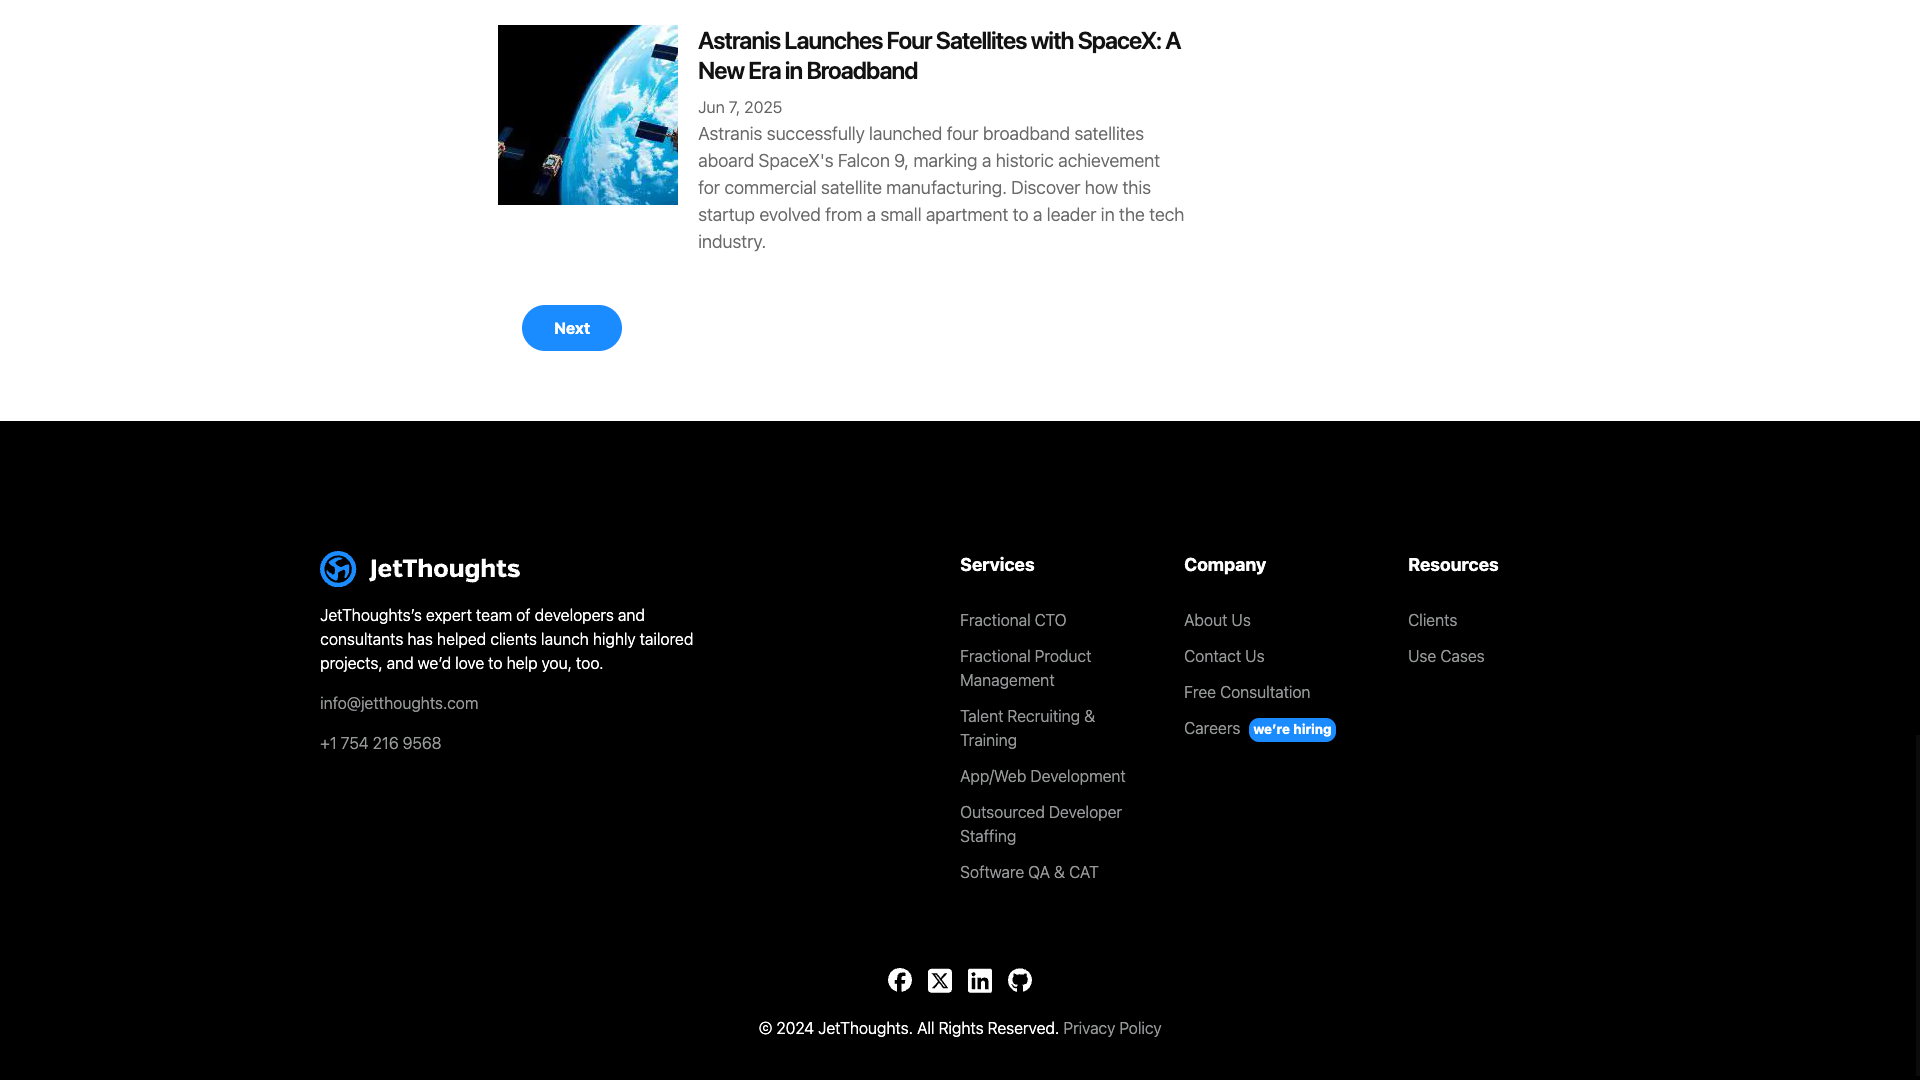 Astranis Launches Four Satellites with SpaceX: A
New Era in Broadband
Jun 7, 2025
Astranis successfully launched four broadband satellites
aboard SpaceX's Falcon 9, marking a historic achievement
for commercial satellite manufacturing. Discover how this
startup evolved from a small apartment to a leader in the tech
industry.
Next
JetThoughts
JetThoughts’s expert team of developers and
consultants has helped clients launch highly tailored
projects, and we’d love to help you, too.
info@jetthoughts.com
+1 754 216 9568
Services
Fractional CTO
Fractional Product
Management
Talent Recruiting &
Training
App/Web Development
Outsourced Developer
Staffing
Software QA & CAT
Company
About Us
Contact Us
Free Consultation
Careers we’re hiring
Resources
Clients
Use Cases
© 2024 JetThoughts. All Rights Reserved. Privacy Policy